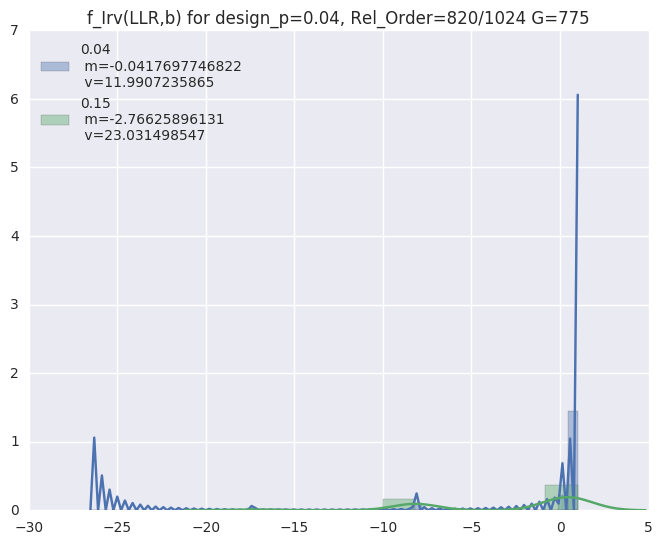 f_Irv(LLR,b) for design_p=0.04, Rel_Order=820/1024 G=775
7
0.04
m=-0.0417697746822
v=11.9907235865
6
0.15
m=-2.76625896131
v=23.031498547
5
4
3
2
1
0
−30 −25 −20 −15 −10 −5 0 5